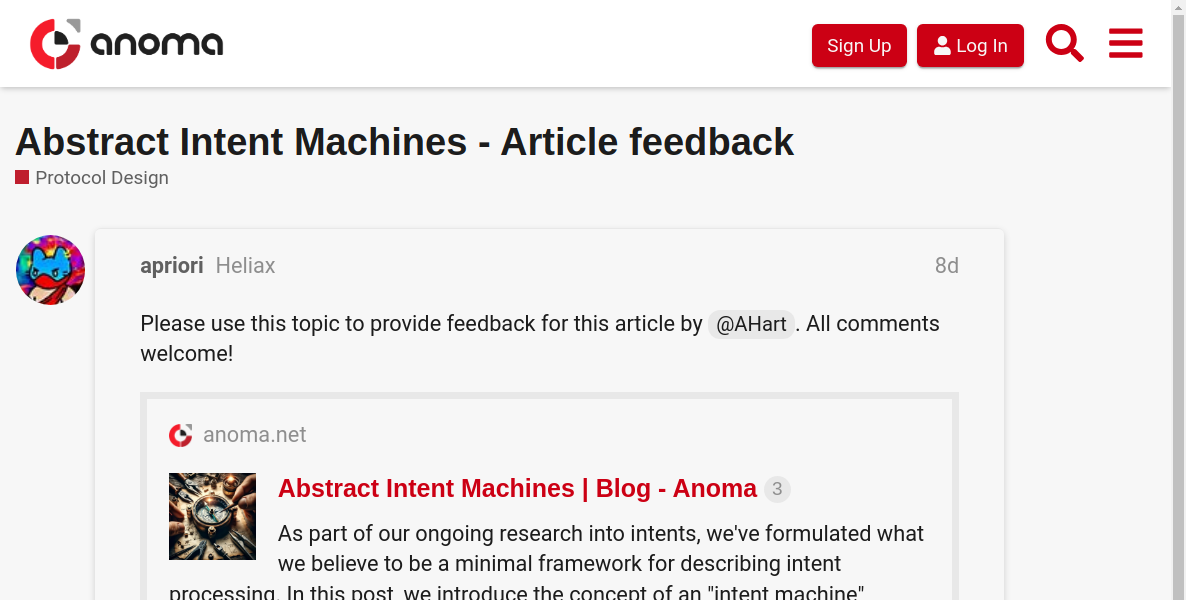 anoma
Sign Up
Log In
Abstract Intent Machines - Article feedback
Protocol Design
apriori Heliax
8d
Please use this topic to provide feedback for this article by @AHart . All comments
welcome!
anoma.net
Abstract Intent Machines | Blog - Anoma 3
As part of our ongoing research into intents, we've formulated what
we believe to be a minimal framework for describing intent
processing. In this post, we introduce the concept of an "intent machine"